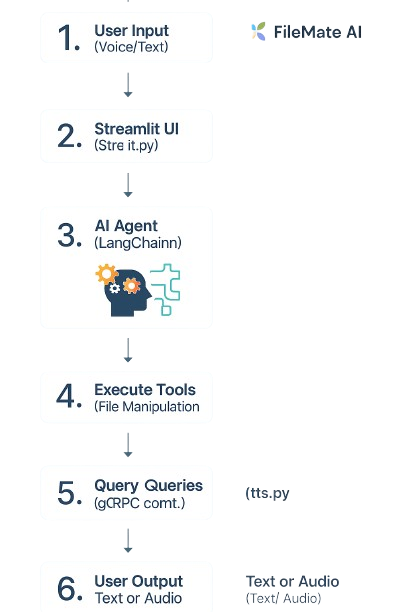 1. User Input
(Voice/Text)
FileMate AI
2. Streamlit UI
(Stre it.py)
3. AI Agent
(LangChainn)
4. Execute Tools
(File Manipulation
5. Query Queries
(gRPC comt.)
(tts.py
6. User Output
Text or Audio
Text or Audio
(Text/ Audio)